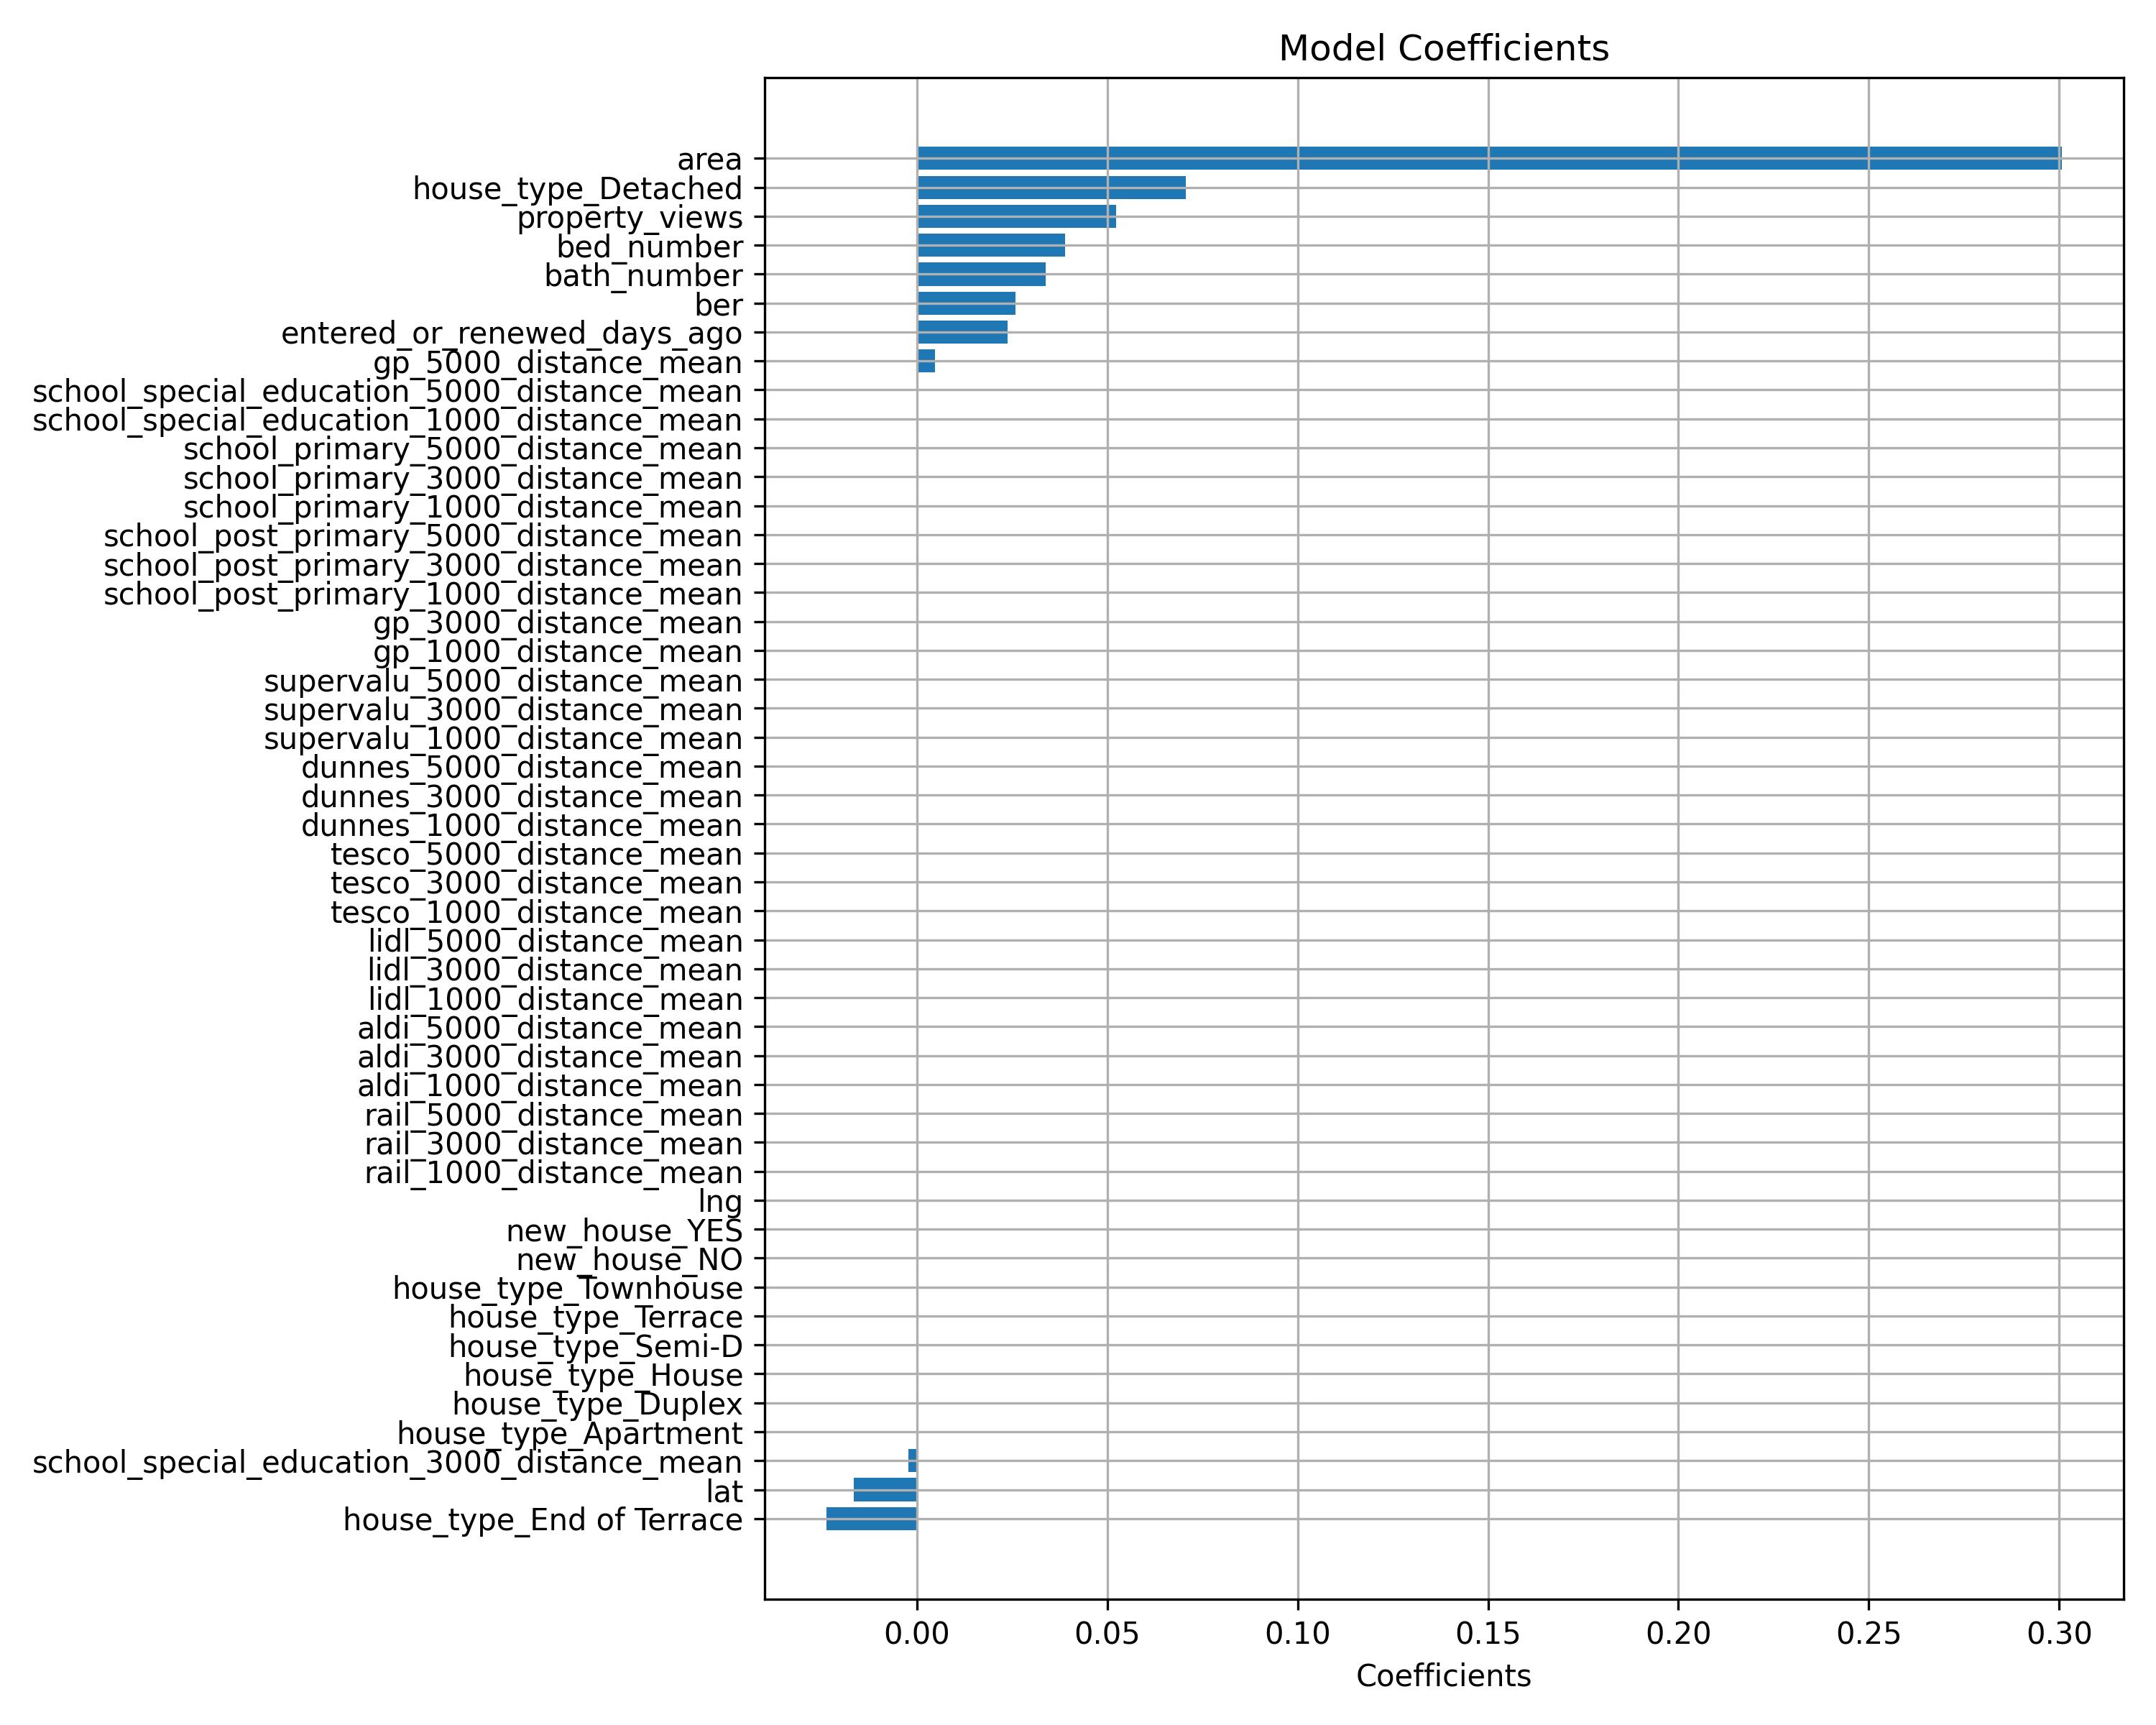 Model Coefficients
area
house_type_Detached
property_views
bed_number
bath_number
ber
entered_or_renewed_days_ago
gp_5000_distance_mean
school_special_education_5000_distance_mean
school_special_education_1000_distance_mean
school_primary_5000_distance_mean
school_primary_3000_distance_mean
school_primary_1000_distance_mean
school_post_primary_5000_distance_mean
school_post_primary_3000_distance_mean
school_post_primary_1000_distance_mean
gp_3000_distance_mean
gp_1000_distance_mean
supervalu_5000_distance_mean
supervalu_3000_distance_mean
supervalu_1000_distance_mean
dunnes_5000_distance_mean
dunnes_3000_distance_mean
dunnes_1000_distance_mean
tesco_5000_distance_mean
tesco_3000_distance_mean
tesco_1000_distance_mean
lidl_5000_distance_mean
lidl_3000_distance_mean
lidl_1000_distance_mean
aldi_5000_distance_mean
aldi_3000_distance_mean
aldi_1000_distance_mean
rail_5000_distance_mean
rail_3000_distance_mean
rail_1000_distance_mean
lng
new_house_YES
new_house_NO
house_type_Townhouse
house_type_Terrace
house_type_Semi-D
house_type_House
house_type_Duplex
house_type_Apartment
school_special_education_3000_distance_mean
lat
house_type_End of Terrace
0.00 0.05 0.10 0.15 0.20 0.25 0.30
Coefficients